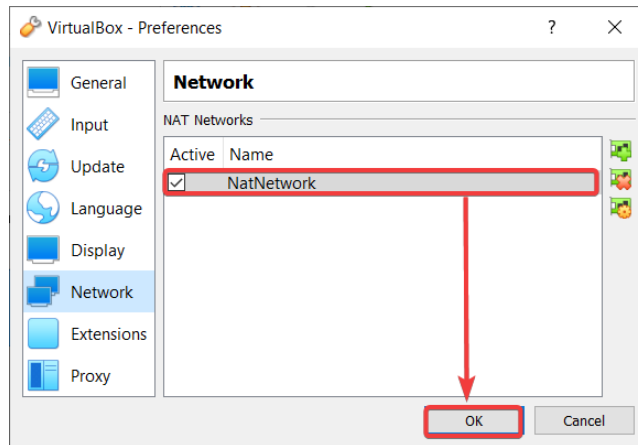 VirtualBox - Preferences
?
General
Input
Update
Language
Display
Network
Extensions
Proxy
Network
NAT Networks
Active Name
NatNetwork
OK
Cancel